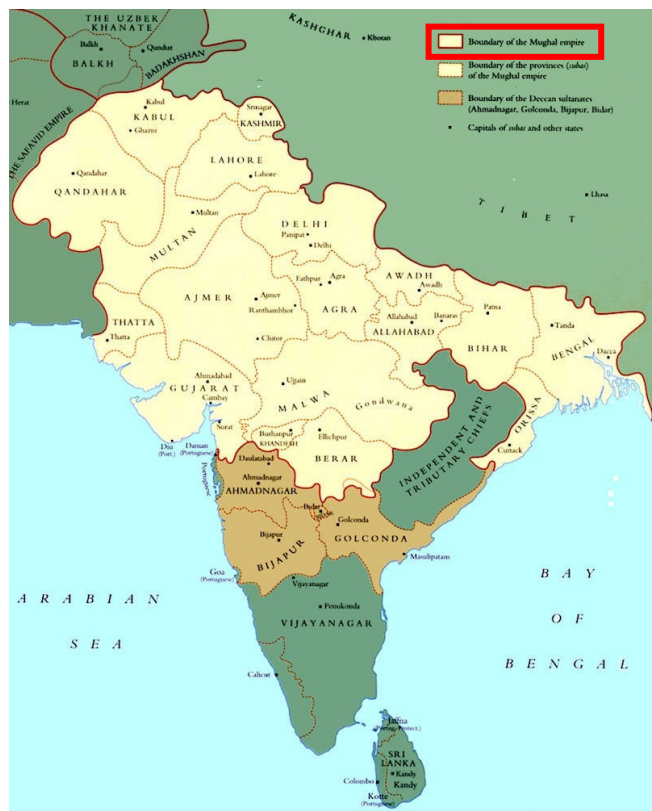 THE UZBEK
KHANATE
Balkh
BALKH
Qunduz
BADAKHSHAN
KASHGHAR
Khotan
Boundary of the Mughal empire
Boundary of the provinces (subas)
of the Mughal empire
Boundary of the Deccan sultanates
(Ahmadnagar, Golconda, Bijapur, Bidar)
Capitals of subas and other states
Herat
THE SAFAVID EMPIRE
Kabul
KABUL
Ghazni
Srinagar
KASHMIR
LAHORE
Lahore
Qandahar
QANDAHAR
Multan
MULTAN
TIBET
Lhasa
DELHI
Panipat
Delhi
AJMER
Ajmer
Ranthambhor
Fathpur
Agra
AGRA
AWADH
Awadh
Allahabad
Banaras
ALLAHABAD
Patna
BIHAR
Tanda
BENGAL
Dacca
THATTA
Thatta
Chitor
Ahmadabad
GUJARAT
Cambay
Surat
Ujjain
MALWA
Gondwana
Burhanpur
KHANDESH
Ellichpur
BERAR
INDEPENDENT AND
TRIBUTARY CHIEFS
ORISSA
Cuttack
Diu
(Port.)
Daman
(Portuguese)
Portuguese
Daulatabad
Ahmadnagar
AHMADNAGAR
Bidar
Bidar
Golconda
GOLCONDA
Bijapur
BIJAPUR
Masulipatam
Goa
(Portuguese)
Vijayanagar
Penukonda
VIJAYANAGAR
ARABIAN
SEA
BAY
OF
BENGAL
Calicut
Jaffna
(Portug. Protect.)
SRI
LANKA
Kandy
Kandy
Colombo
Kotte
(Portuguese)